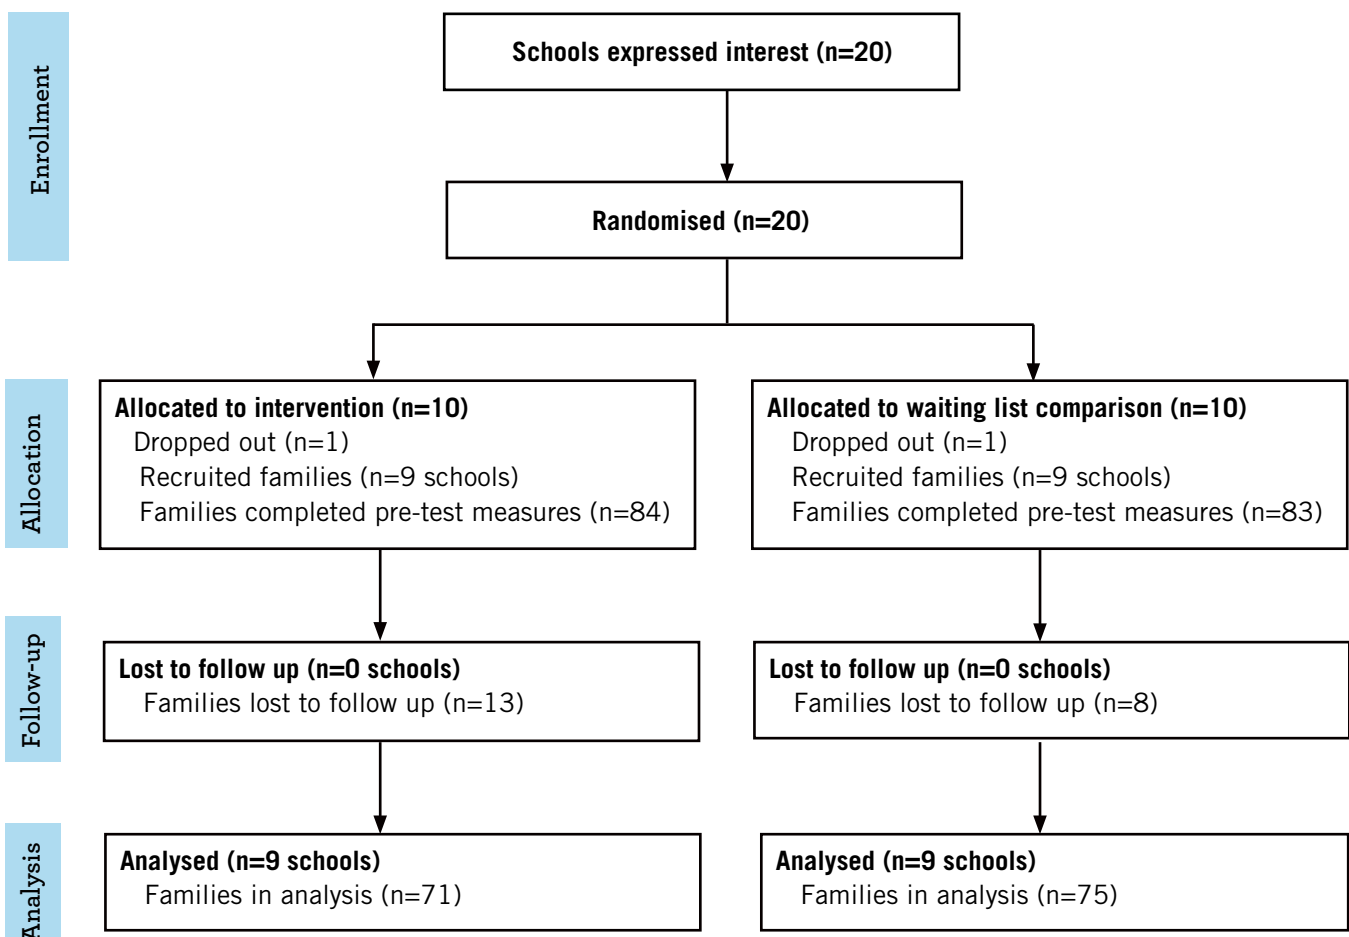 Enrollment
Schools expressed interest (n=20)
Randomised (n=20)
Allocation
Allocated to intervention (n=10)
Dropped out (n=1)
Recruited families (n=9 schools)
Families completed pre-test measures (n=84)
Allocated to waiting list comparison (n=10)
Dropped out (n=1)
Recruited families (n=9 schools)
Families completed pre-test measures (n=83)
Follow-up
Lost to follow up (n=0 schools)
Families lost to follow up (n=13)
Lost to follow up (n=0 schools)
Families lost to follow up (n=8)
Analysis
Analysed (n=9 schools)
Families in analysis (n=71)
Analysed (n=9 schools)
Families in analysis (n=75)